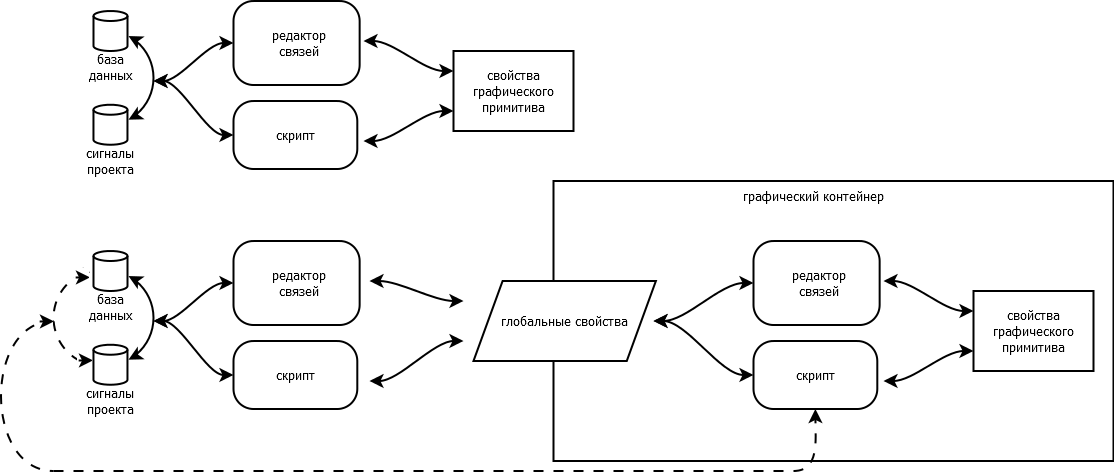 база
данных
сигналы
проекта
редактор
связей
скрипт
свойства
графического
примитива
графический контейнер
база
данных
сигналы
проекта
редактор
связей
скрипт
глобальные свойства
редактор
связей
скрипт
свойства
графического
примитива